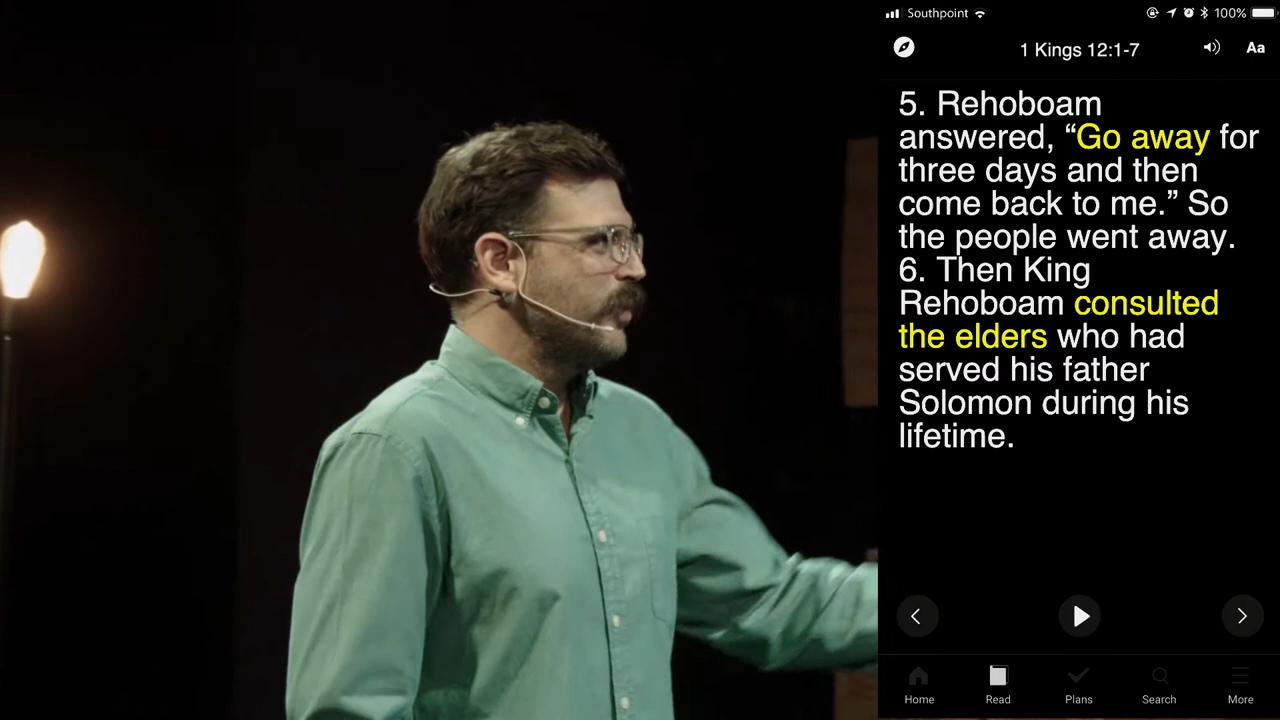 Southpoint
100%
1 Kings 12:1-7
Aa
5. Rehoboam
answered, “Go away for
three days and then
come back to me.” So
the people went away.
6. Then King
Rehoboam consulted
the elders who had
served his father
Solomon during his
lifetime.
Home
Read
Plans
Search
More